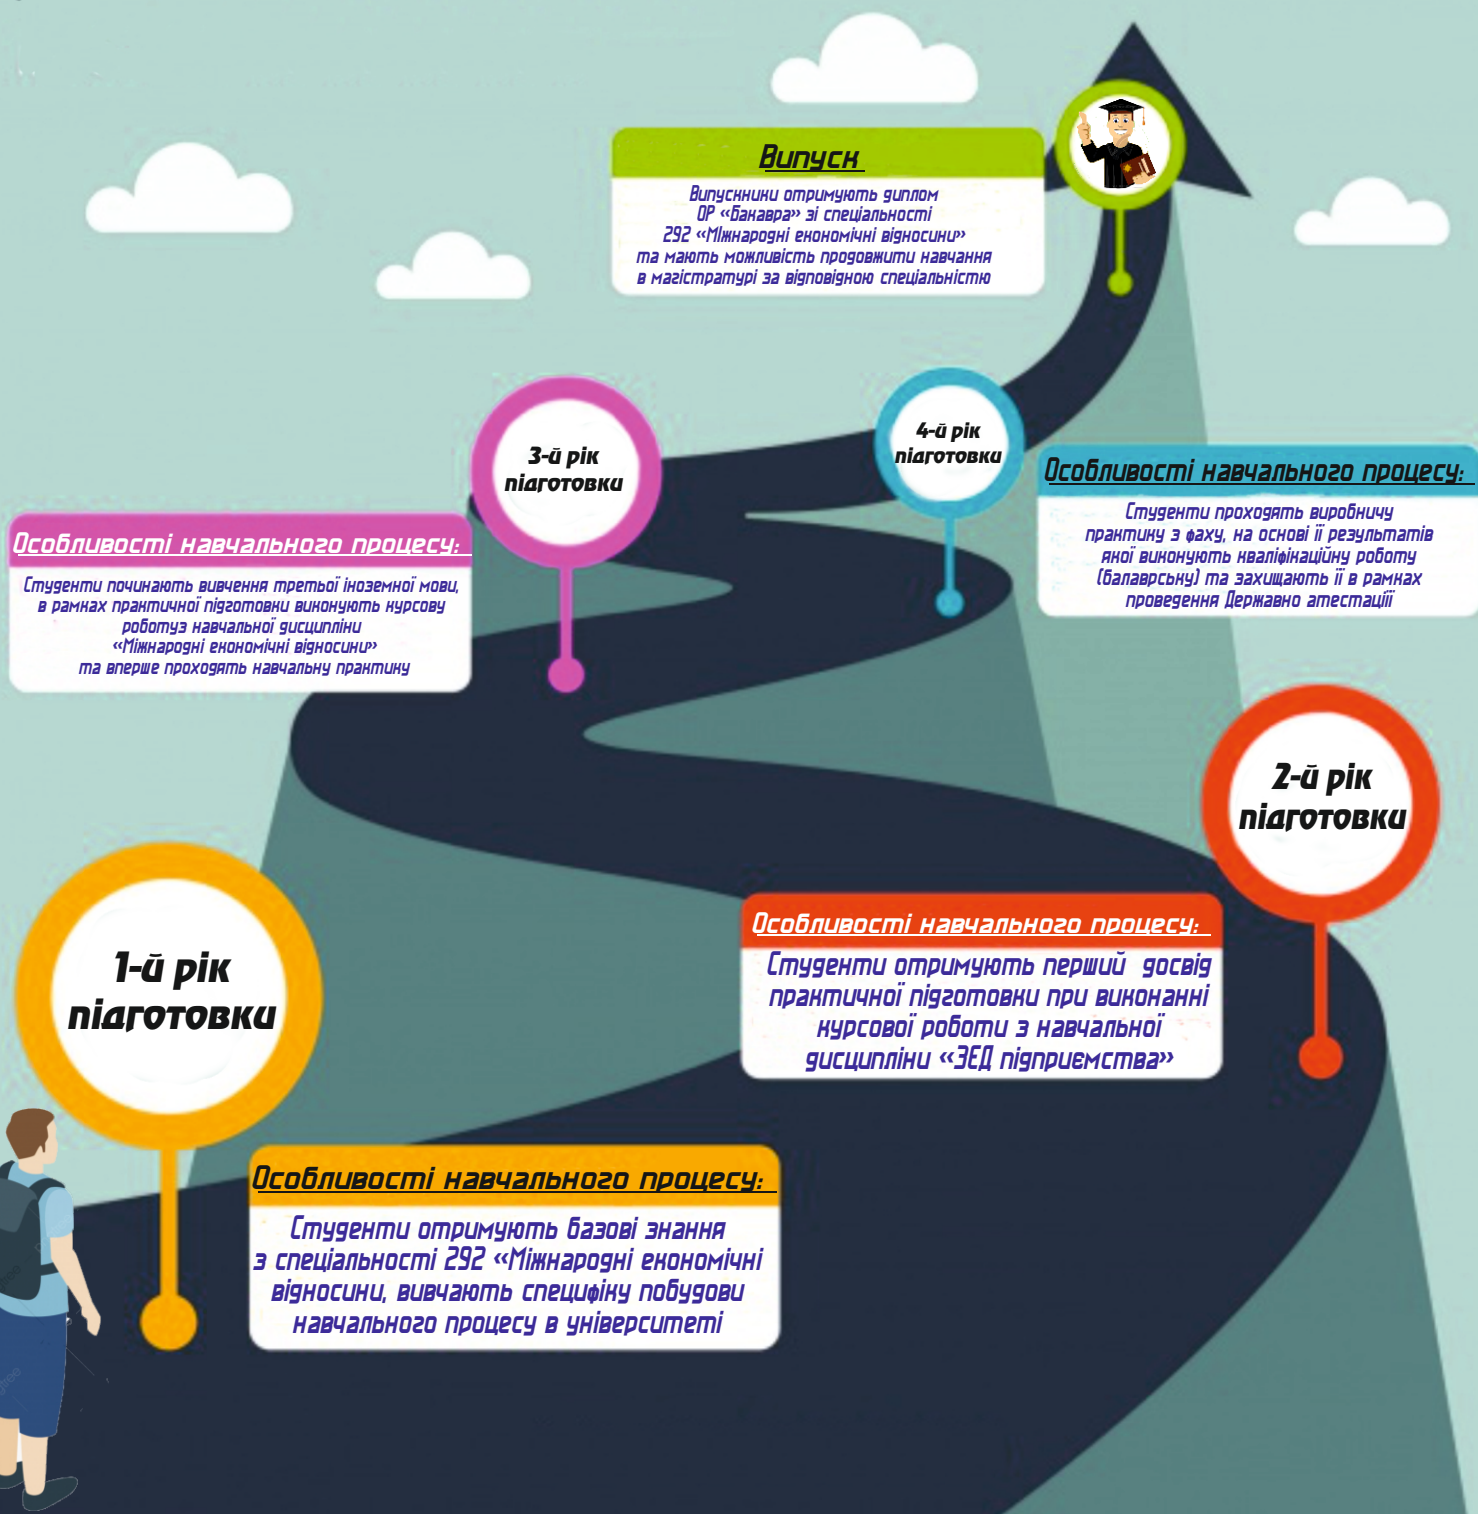 Випуск
Випускники отримують диплом
ОР «бакавра» зі спеціальності
292 «МІжнародні економічні відносини»
та мають можливість продовжити навчання
в магістратурі за відповідною спеціальністю
3-й рік
підготовки
4-й рік
підготовки
Особливості навчального процесу:
Студенти проходять виробничу
практику з фаху, на основі її результатів
якої виконують кваліфікаційну роботу
(балаврську) та захищають її в рамках
проведення Державно атестаціїї
Особливості навчального процесу:
Студенти починають вивчення третьої іноземної мови,
в рамках практичної підготовки виконують курсову
роботуз навчальної дисципліни
«Міжнародні економічні відносини»
та вперше проходять навчальну практику
2-й рік
підготовки
Особливості навчального процесу:
Студенти отримують перший досвід
практичної підготовки при виконанні
курсової роботи з навчальної
дисципліни «ЗЕД підприємства»
1-й рік
підготовки
Особливості навчального процесу:
Студенти отримують базові знання
з спеціальності 292 «Міжнародні економічні
відносини, вивчають специфіку побудови
навчального процесу в університеті